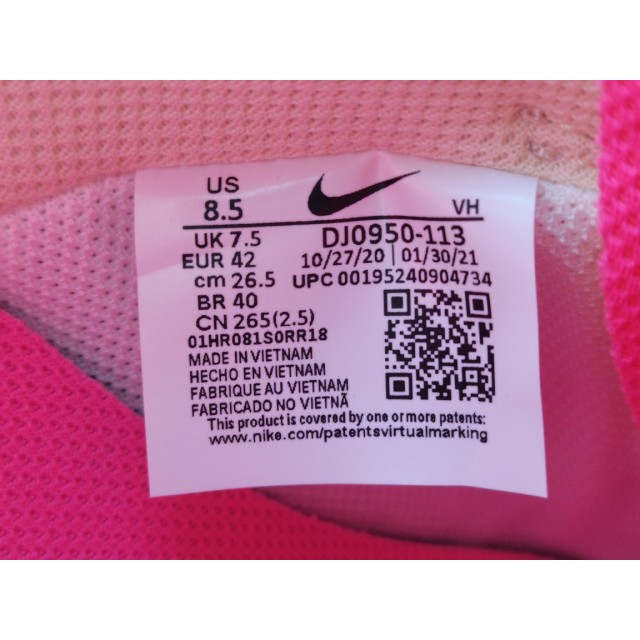 US
8.5
VH
UK 7.5
DJ0950-113
EUR 42
10/27/20 | 01/30/21
cm 26.5
UPC 00195240904734
BR 40
CN 265(2.5)
01HR081S0RR18
MADE IN VIETNAM
HECHO EN VIETNAM
FABRIQUE AU VIETNAM
FABRICADO NO VIETNÃ
This product is covered by one or more patents:
www.nike.com/patentsvirtualmarking